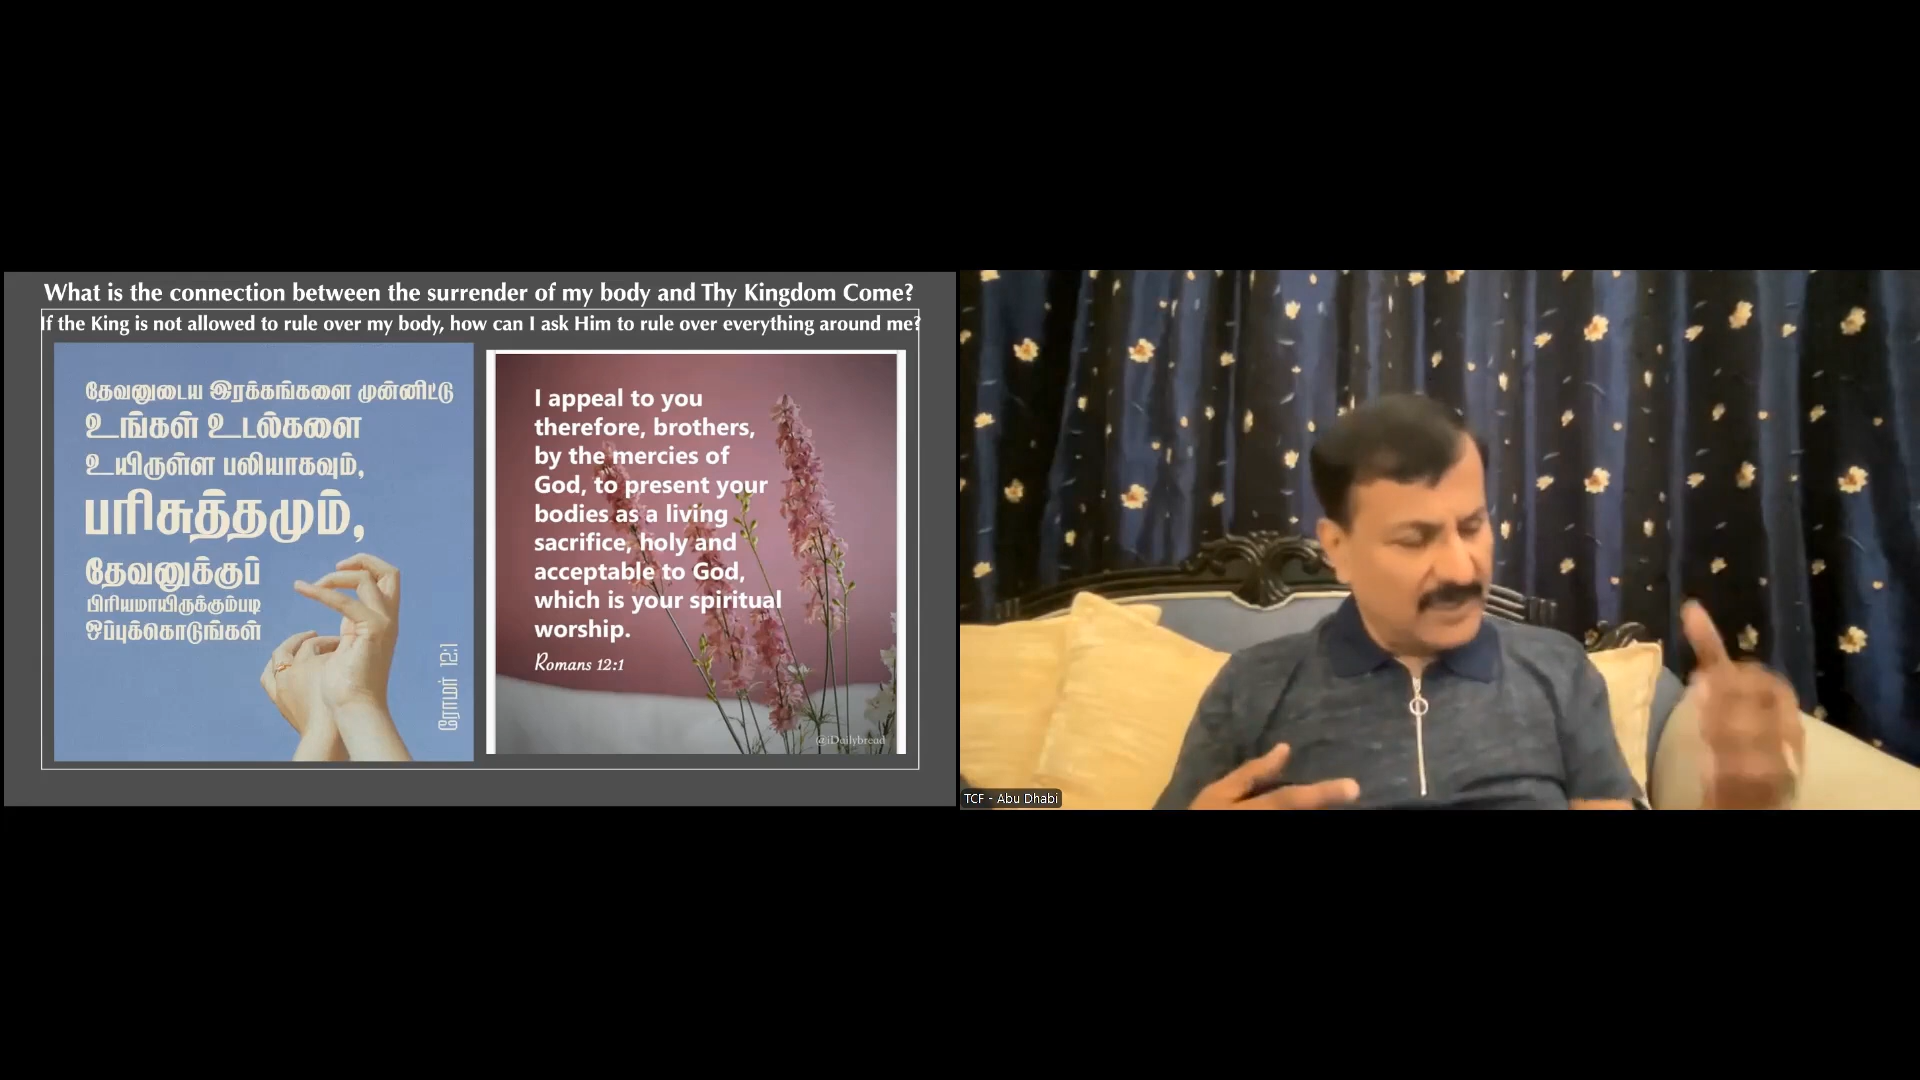 What is the connection between the surrender of my body and Thy Kingdom Come?
If the King is not allowed to rule over my body, how can I ask Him to rule over everything around me?
தேவனுடைய இரக்கங்களை முன்னிட்டு
உங்கள் உடல்களை
உயிருள்ள பலியாகவும்,
பரிசுத்தமும்,
தேவனுக்குப்
பிரியமாயிருக்கும்படி
ஒப்புக்கொடுங்கள்
ரோமர் 12:1
I appeal to you
therefore, brothers,
by the mercies of
God, to present your
bodies as a living
sacrifice, holy and
acceptable to God,
which is your spiritual
worship.
Romans 12:1
@iDailybread
TCF - Abu Dhabi